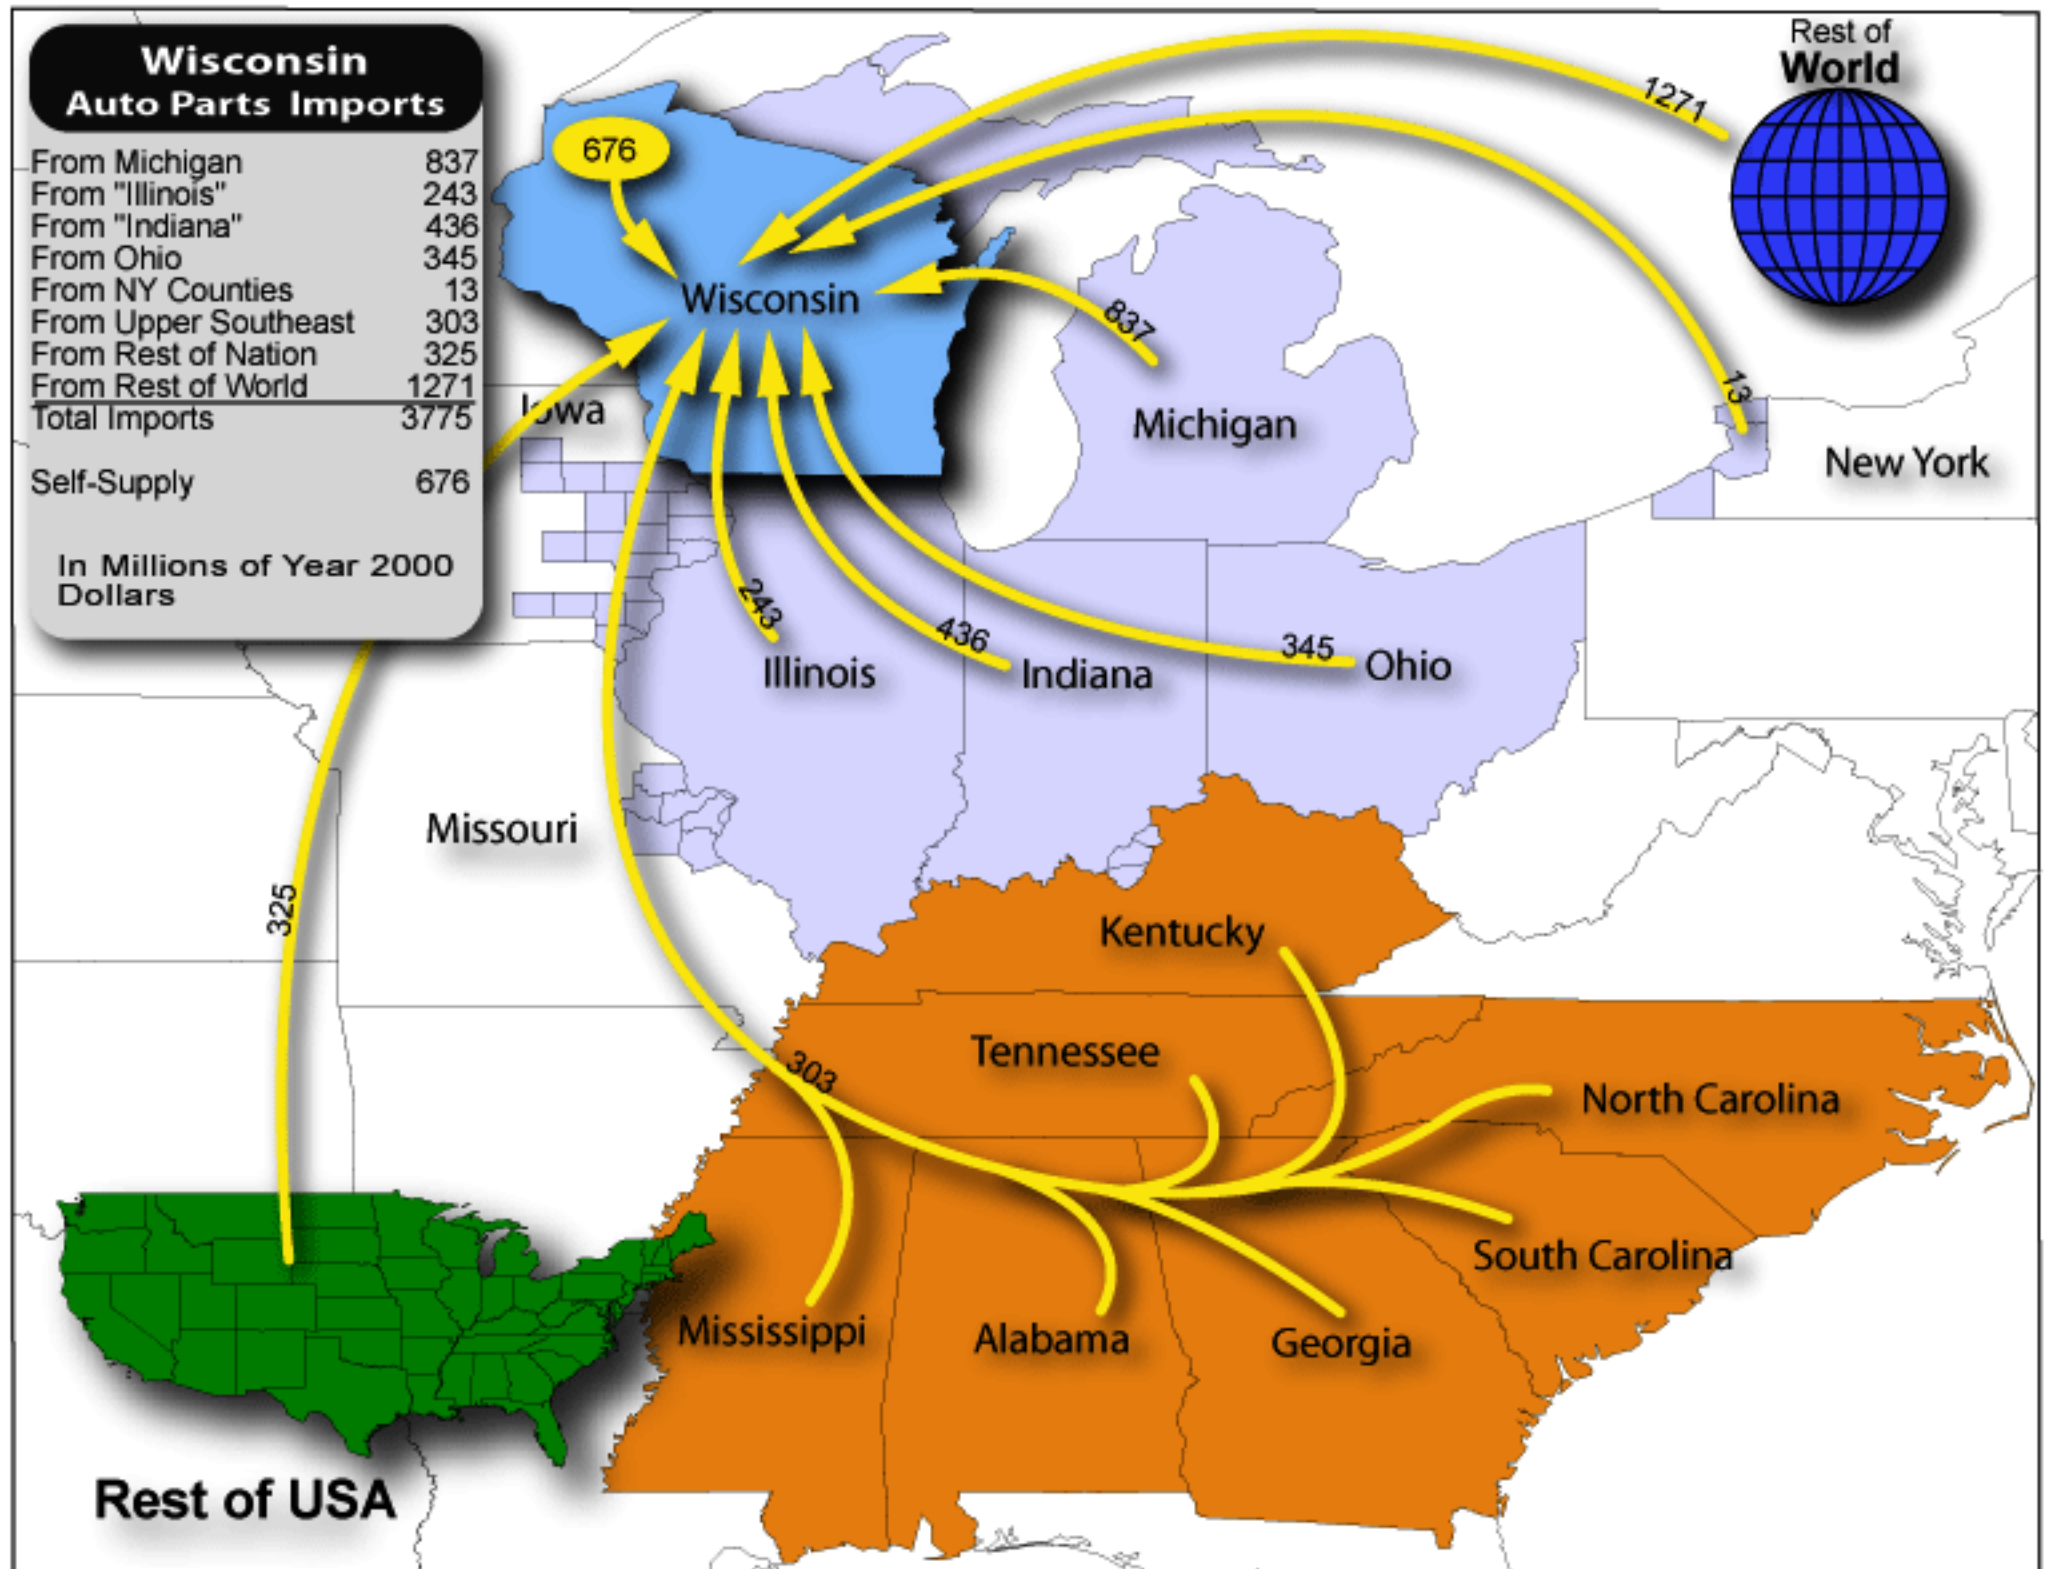 Wisconsin
Auto Parts Imports
From Michigan 837
From "Illinois" 243
From "Indiana" 436
From Ohio 345
From NY Counties 13
From Upper Southeast 303
From Rest of Nation 325
From Rest of World 1271
Total Imports 3775
Self-Supply 676
In Millions of Year 2000
Dollars
Rest of
World
1271
676
Wisconsin
837
13
Iowa
Michigan
New York
243
436
345
Illinois
Indiana
Ohio
Missouri
325
Kentucky
Tennessee
303
North Carolina
South Carolina
Mississippi
Alabama
Georgia
Rest of USA